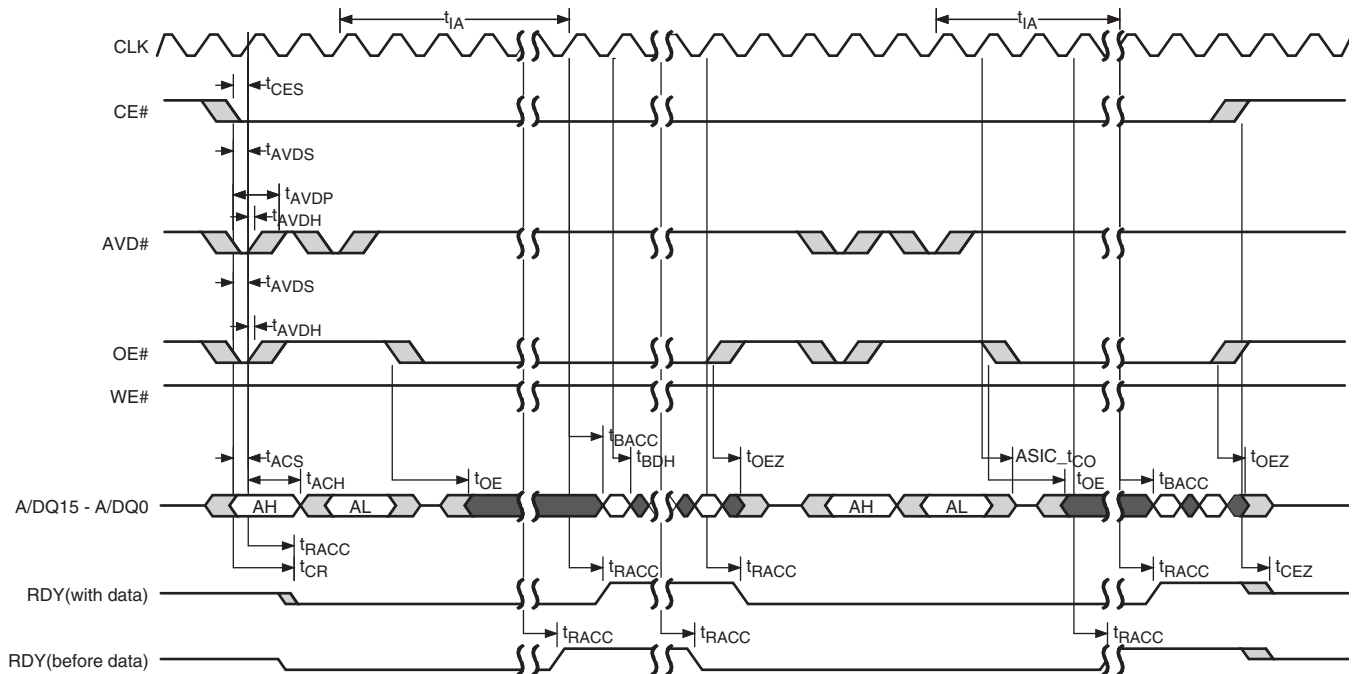 tIA tIA
CLK
tCES
CE#
tAVDS
tAVDP
tAVDH
AVD#
tAVDS
tAVDH
OE#
WE#
tBACC
tACS tBDH tOEZ ASIC_tCO tOEZ
tACH tOE tOE tBACC
A/DQ15 - A/DQ0 AH AL AH AL
tRACC
tCR tRACC tRACC tRACC tCEZ
RDY(with data)
tRACC tRACC tRACC
RDY(before data)